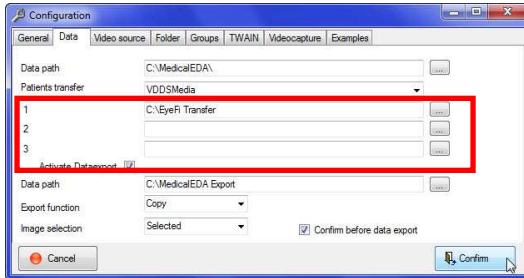 Configuration
General Data Video source Folder Groups TWAIN Videocapture Examples
Data path C:\MedicalEDA\ ...
Patients transfer VDDSMedia
1 C:\EyeFi Transfer ...
2 ...
3 ...
Activate Dataexport
Data path C:\MedicalEDA Export ...
Export function Copy
Image selection Selected Confirm before data export
Cancel Confirm